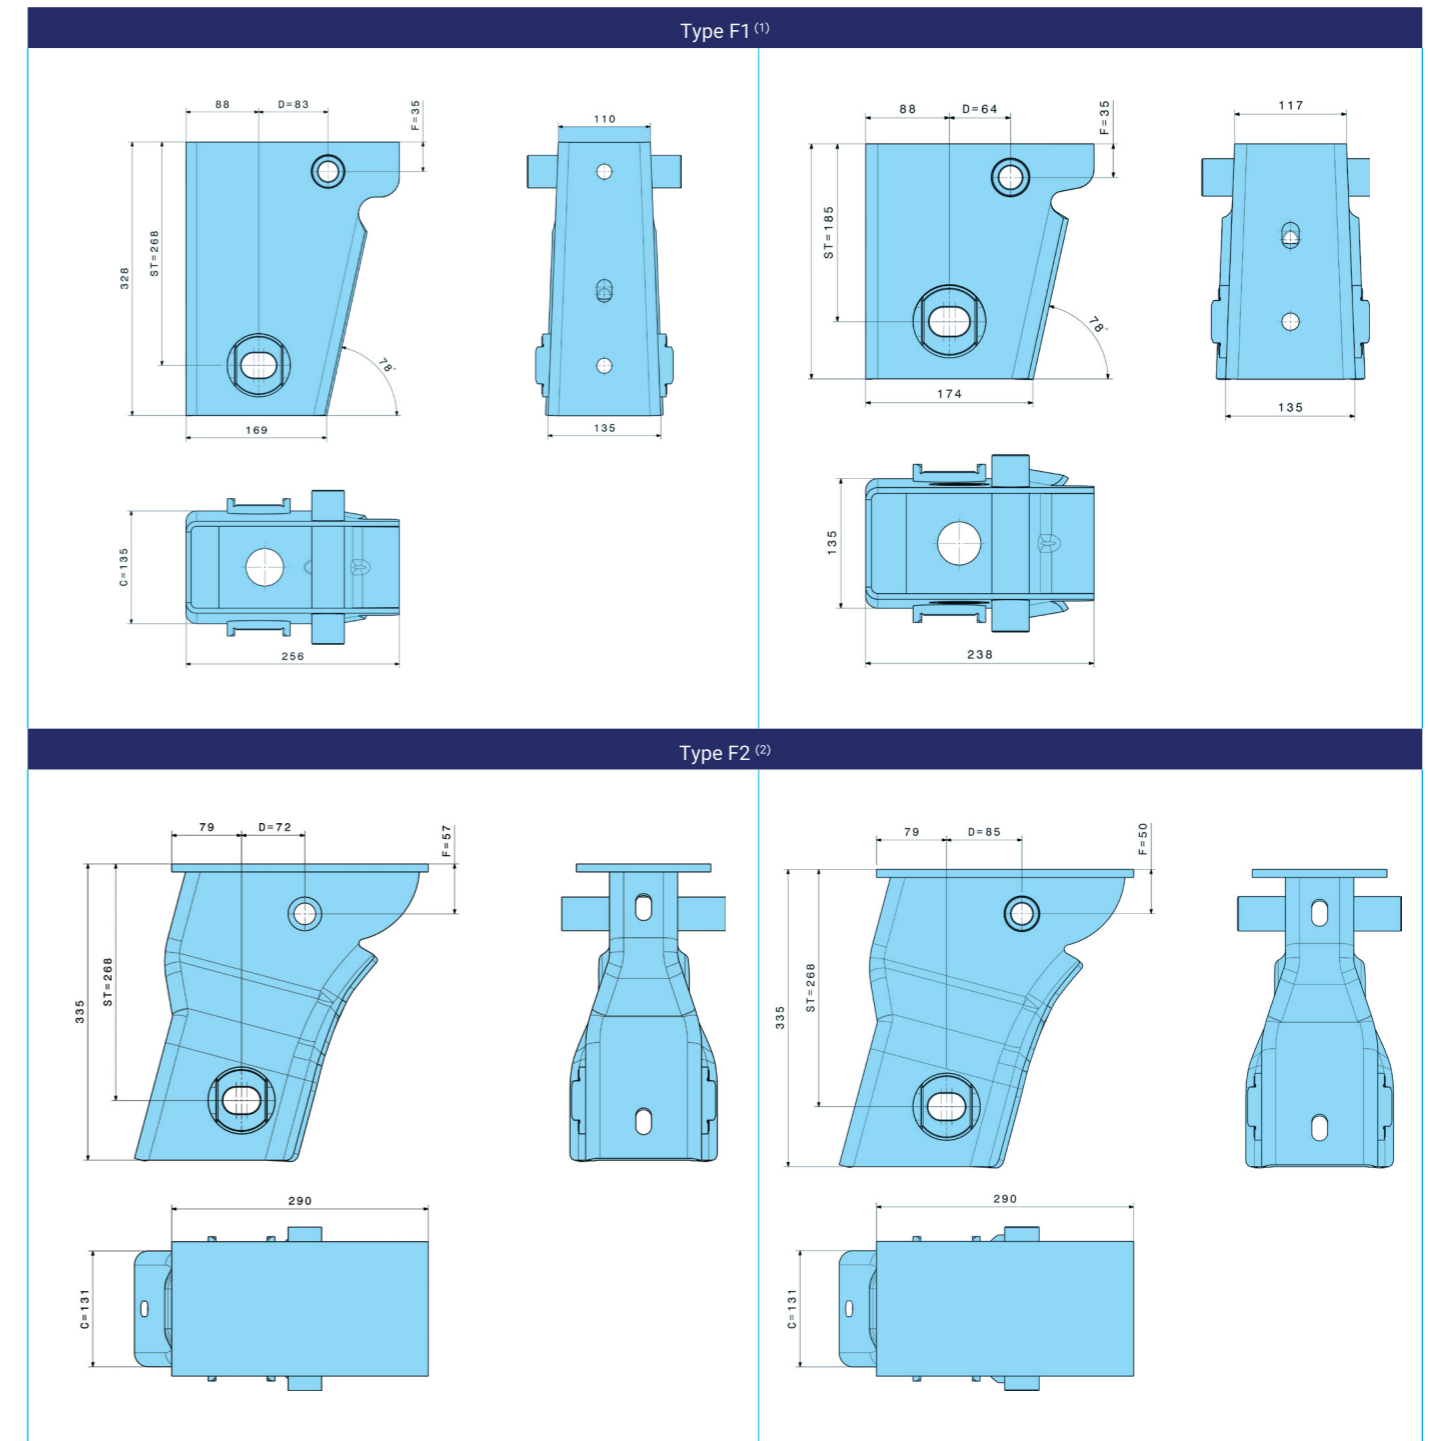 Type F1 (1)
88 D=83 F=35
110
328
ST=268
78°
169
135
C=135
256
88 D=64 F=35
117
ST=185
78°
174
135
135
238
Type F2 (2)
79 D=72 F=57
335
ST=268
290
C=131
79 D=85 F=50
335
ST=268
290
C=131